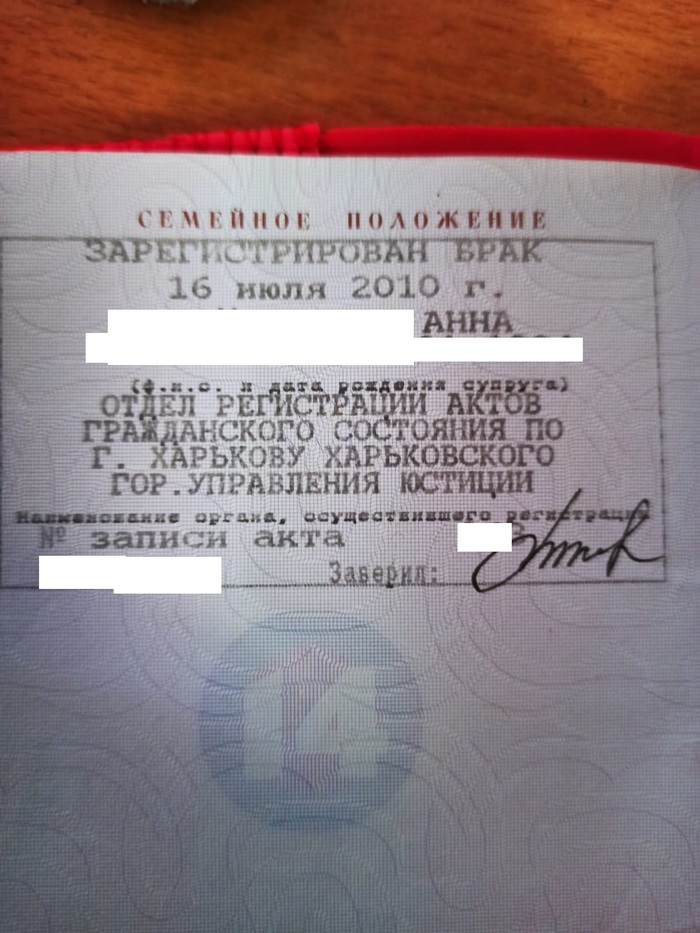 СЕМЕЙНОЕ ПОЛОЖЕНИЕ
ЗАРЕГИСТРИРОВАН БРАК
16 июля 2010 г.
АННА
(ф.и.о. и дата рождения супруга)
ОТДЕЛ РЕГИСТРАЦИИ АКТОВ
ГРАЖДАНСКОГО СОСТОЯНИЯ ПО
Г. ХАРЬКОВУ ХАРЬКОВСКОГО
ГОР.УПРАВЛЕНИЯ ЮСТИЦИИ
Наименование органа, осуществившего регистрацию
№ записи акта
Заверил:
14